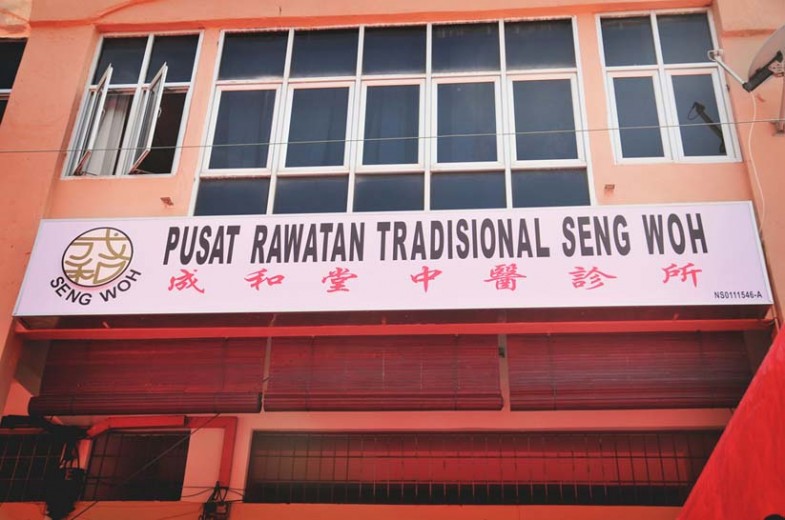 成和
SENG WOH
PUSAT RAWATAN TRADISIONAL SENG WOH
成和堂中醫診所
NS0111546-A